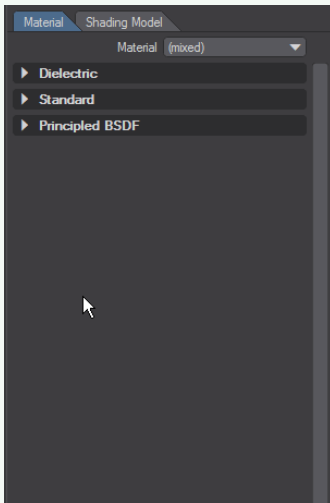 Material Shading Model
Material (mixed)
Dielectric
Standard
Principled BSDF